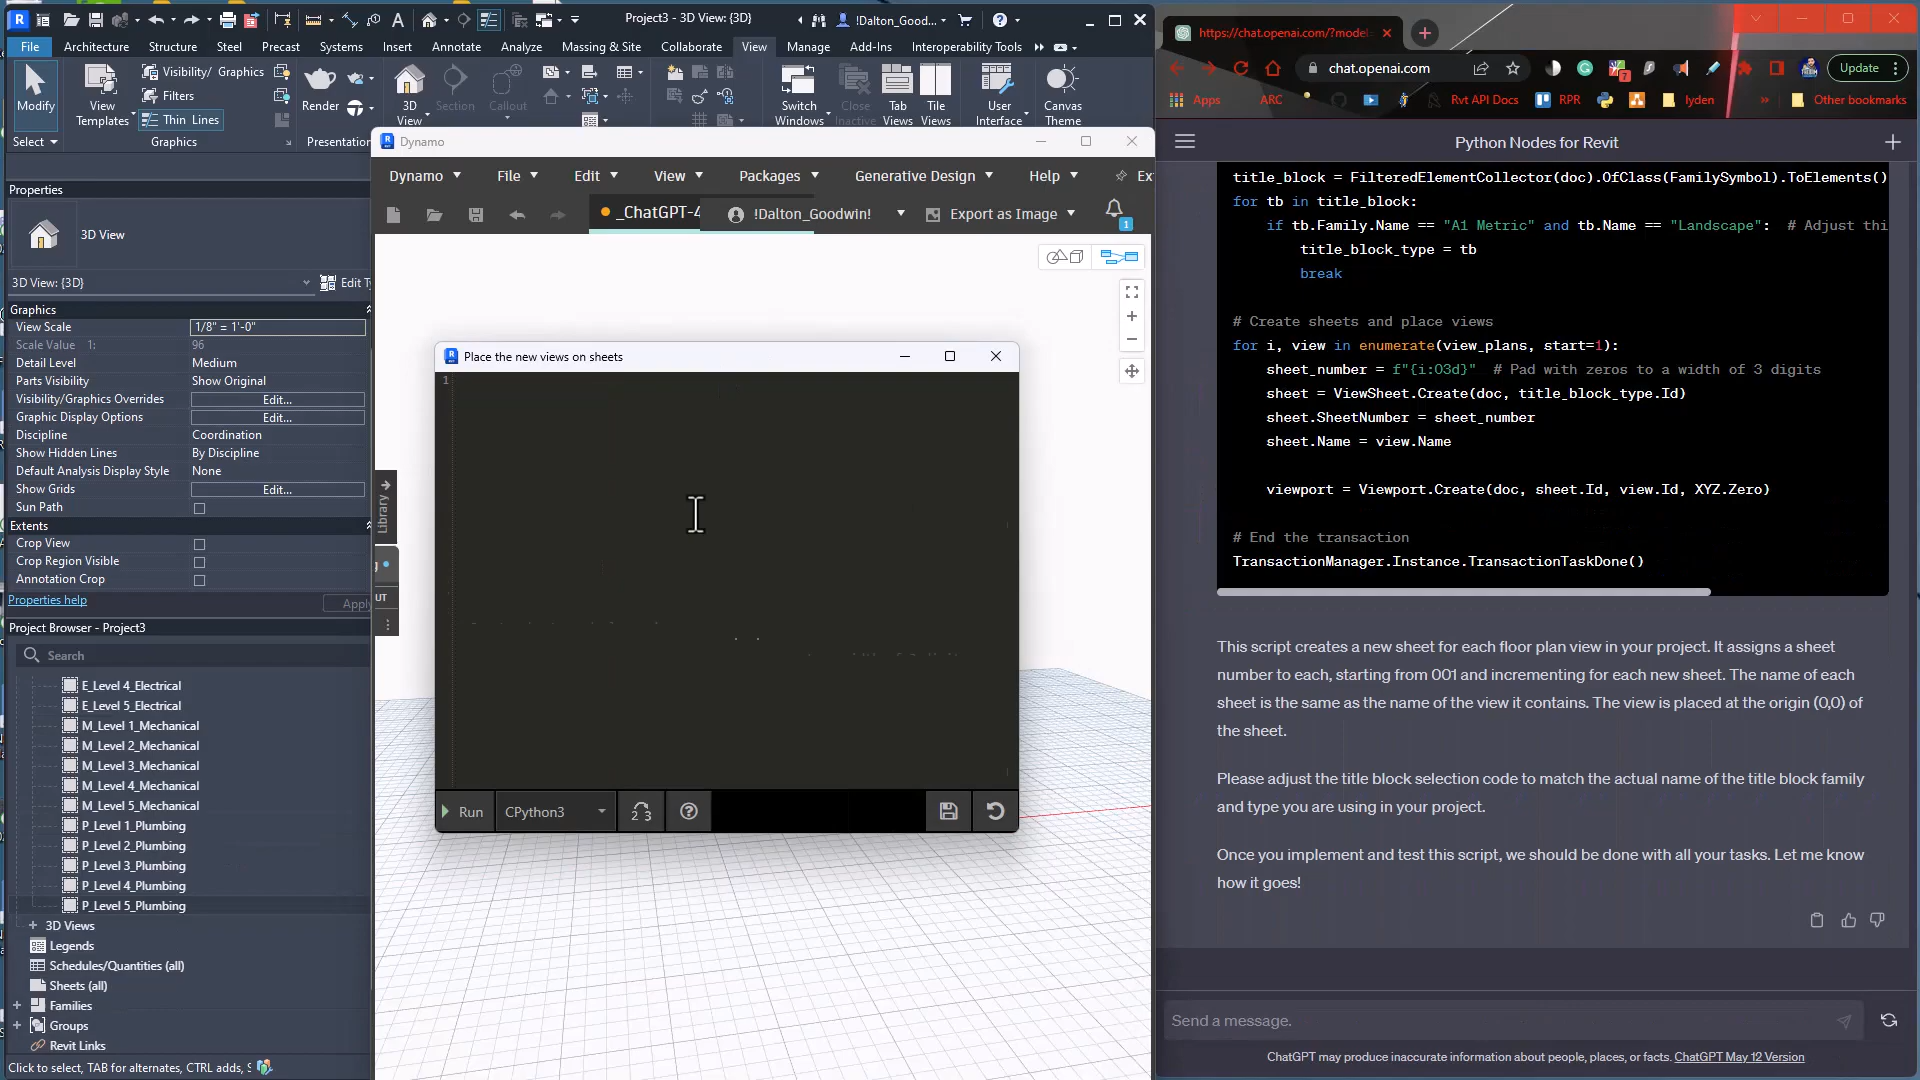 Project3 - 3D View: {3D}
!Dalton_Good...
File
Architecture
Structure
Steel
Precast
Systems
Insert
Annotate
Analyze
Massing & Site
Collaborate
View
Manage
Add-Ins
Interoperability Tools
Modify
View
Templates
Visibility/ Graphics
Filters
Thin Lines
Render
3D
View
Section
Callout
Switch
Windows
Close
Inactive
Tab
Views
Tile
Views
User
Interface
Canvas
Theme
Select
Graphics
Presentation
Properties
3D View
3D View: {3D}
Edit Ty
Graphics
View Scale 1/8" = 1'-0"
Scale Value 1: 96
Detail Level Medium
Parts Visibility Show Original
Visibility/Graphics Overrides Edit...
Graphic Display Options Edit...
Discipline Coordination
Show Hidden Lines By Discipline
Default Analysis Display Style None
Show Grids Edit...
Sun Path
Extents
Crop View
Crop Region Visible
Annotation Crop
Properties help
Apply
Project Browser - Project3
Search
E_Level 4_Electrical
E_Level 5_Electrical
M_Level 1_Mechanical
M_Level 2_Mechanical
M_Level 3_Mechanical
M_Level 4_Mechanical
M_Level 5_Mechanical
P_Level 1_Plumbing
P_Level 2_Plumbing
P_Level 3_Plumbing
P_Level 4_Plumbing
P_Level 5_Plumbing
3D Views
Legends
Schedules/Quantities (all)
Sheets (all)
Families
Groups
Revit Links
Click to select, TAB for alternates, CTRL adds, S
Dynamo
Dynamo File Edit View Packages Generative Design Help Ex
_ChatGPT-4
!Dalton_Goodwin!
Export as Image
1
Library
UT
Place the new views on sheets
1
Run
CPython3
2 3
https://chat.openai.com/?model
chat.openai.com
7
Update
Apps
ARC
Rvt API Docs
RPR
lyden
Other bookmarks
Python Nodes for Revit
title_block = FilteredElementCollector(doc).OfClass(FamilySymbol).ToElements()
for tb in title_block:
if tb.Family.Name == "A1 Metric" and tb.Name == "Landscape": # Adjust thi
title_block_type = tb
break
# Create sheets and place views
for i, view in enumerate(view_plans, start=1):
sheet_number = f"{i:03d}" # Pad with zeros to a width of 3 digits
sheet = ViewSheet.Create(doc, title_block_type.Id)
sheet.SheetNumber = sheet_number
sheet.Name = view.Name
viewport = Viewport.Create(doc, sheet.Id, view.Id, XYZ.Zero)
# End the transaction
TransactionManager.Instance.TransactionTaskDone()
This script creates a new sheet for each floor plan view in your project. It assigns a sheet
number to each, starting from 001 and incrementing for each new sheet. The name of each
sheet is the same as the name of the view it contains. The view is placed at the origin (0,0) of
the sheet.
Please adjust the title block selection code to match the actual name of the title block family
and type you are using in your project.
Once you implement and test this script, we should be done with all your tasks. Let me know
how it goes!
Send a message.
ChatGPT may produce inaccurate information about people, places, or facts. ChatGPT May 12 Version